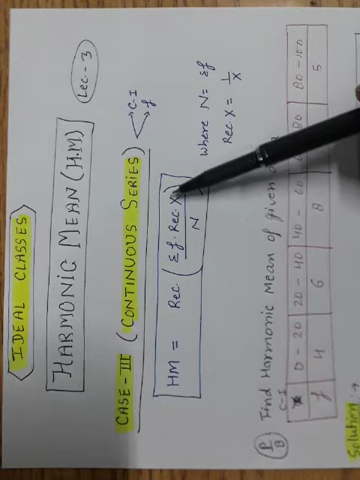 IDEAL CLASSES
Lec-3
HARMONIC MEAN (H.M)
CASE-III (CONTINUOUS SERIES)
C-I
f
HM = Rec. (Σf. Rec. X / N)
where N = Σf
Rec X = 1/X
P/B Find Harmonic Mean of given
C-I 0-20 20-40 40-60 80 80-100
f 4 6 8 5
Solution:→